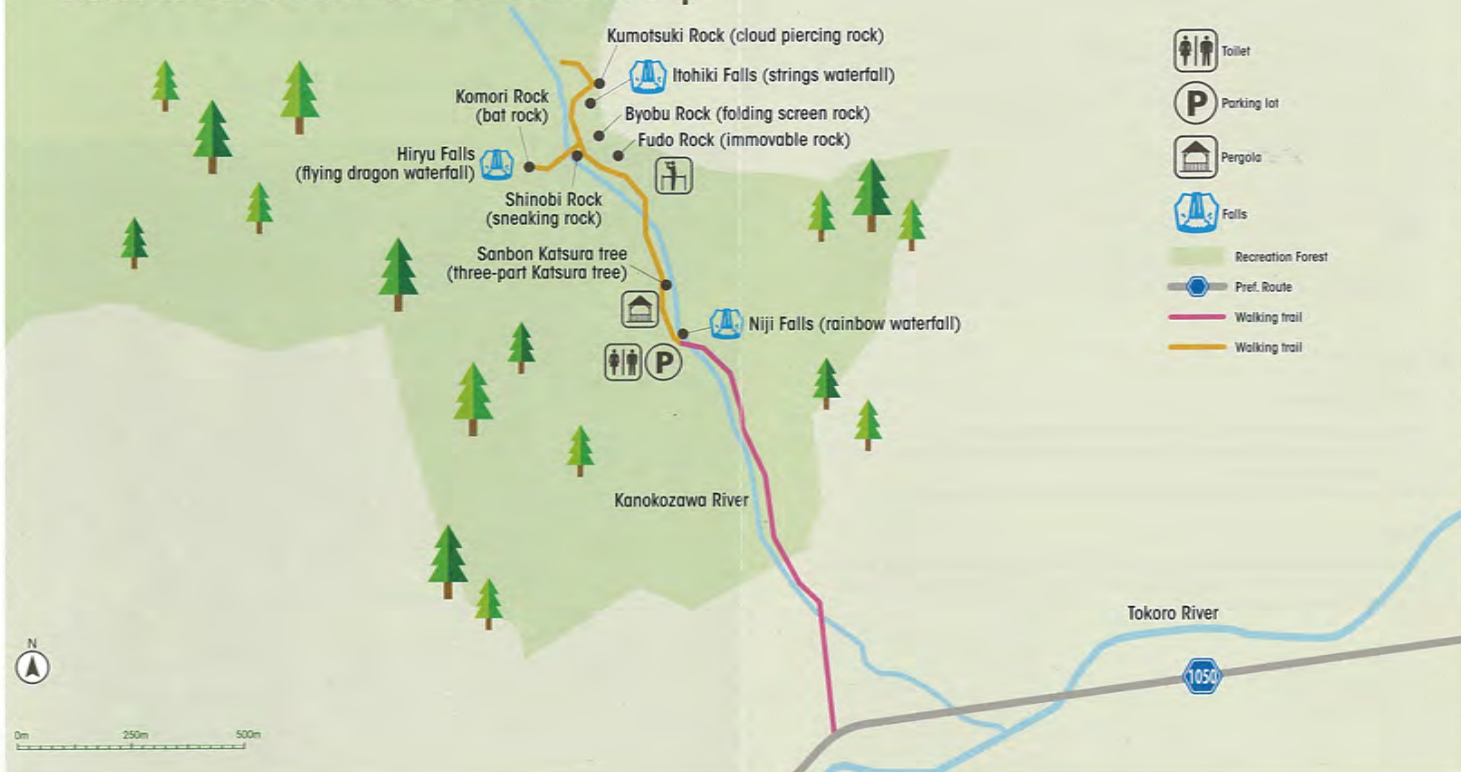 Kumotsuki Rock (cloud piercing rock)
Itohiki Falls (strings waterfall)
Komori Rock
(bat rock)
Byobu Rock (folding screen rock)
Fudo Rock (immovable rock)
Hiryu Falls
(flying dragon waterfall)
Shinobi Rock
(sneaking rock)
Sanbon Katsura tree
(three-part Katsura tree)
Niji Falls (rainbow waterfall)
P
Kanokozawa River
Tokoro River
1050
N
0m 250m 500m
Toilet
P Parking lot
Pergola
Falls
Recreation Forest
Pref. Route
Walking trail
Walking trail